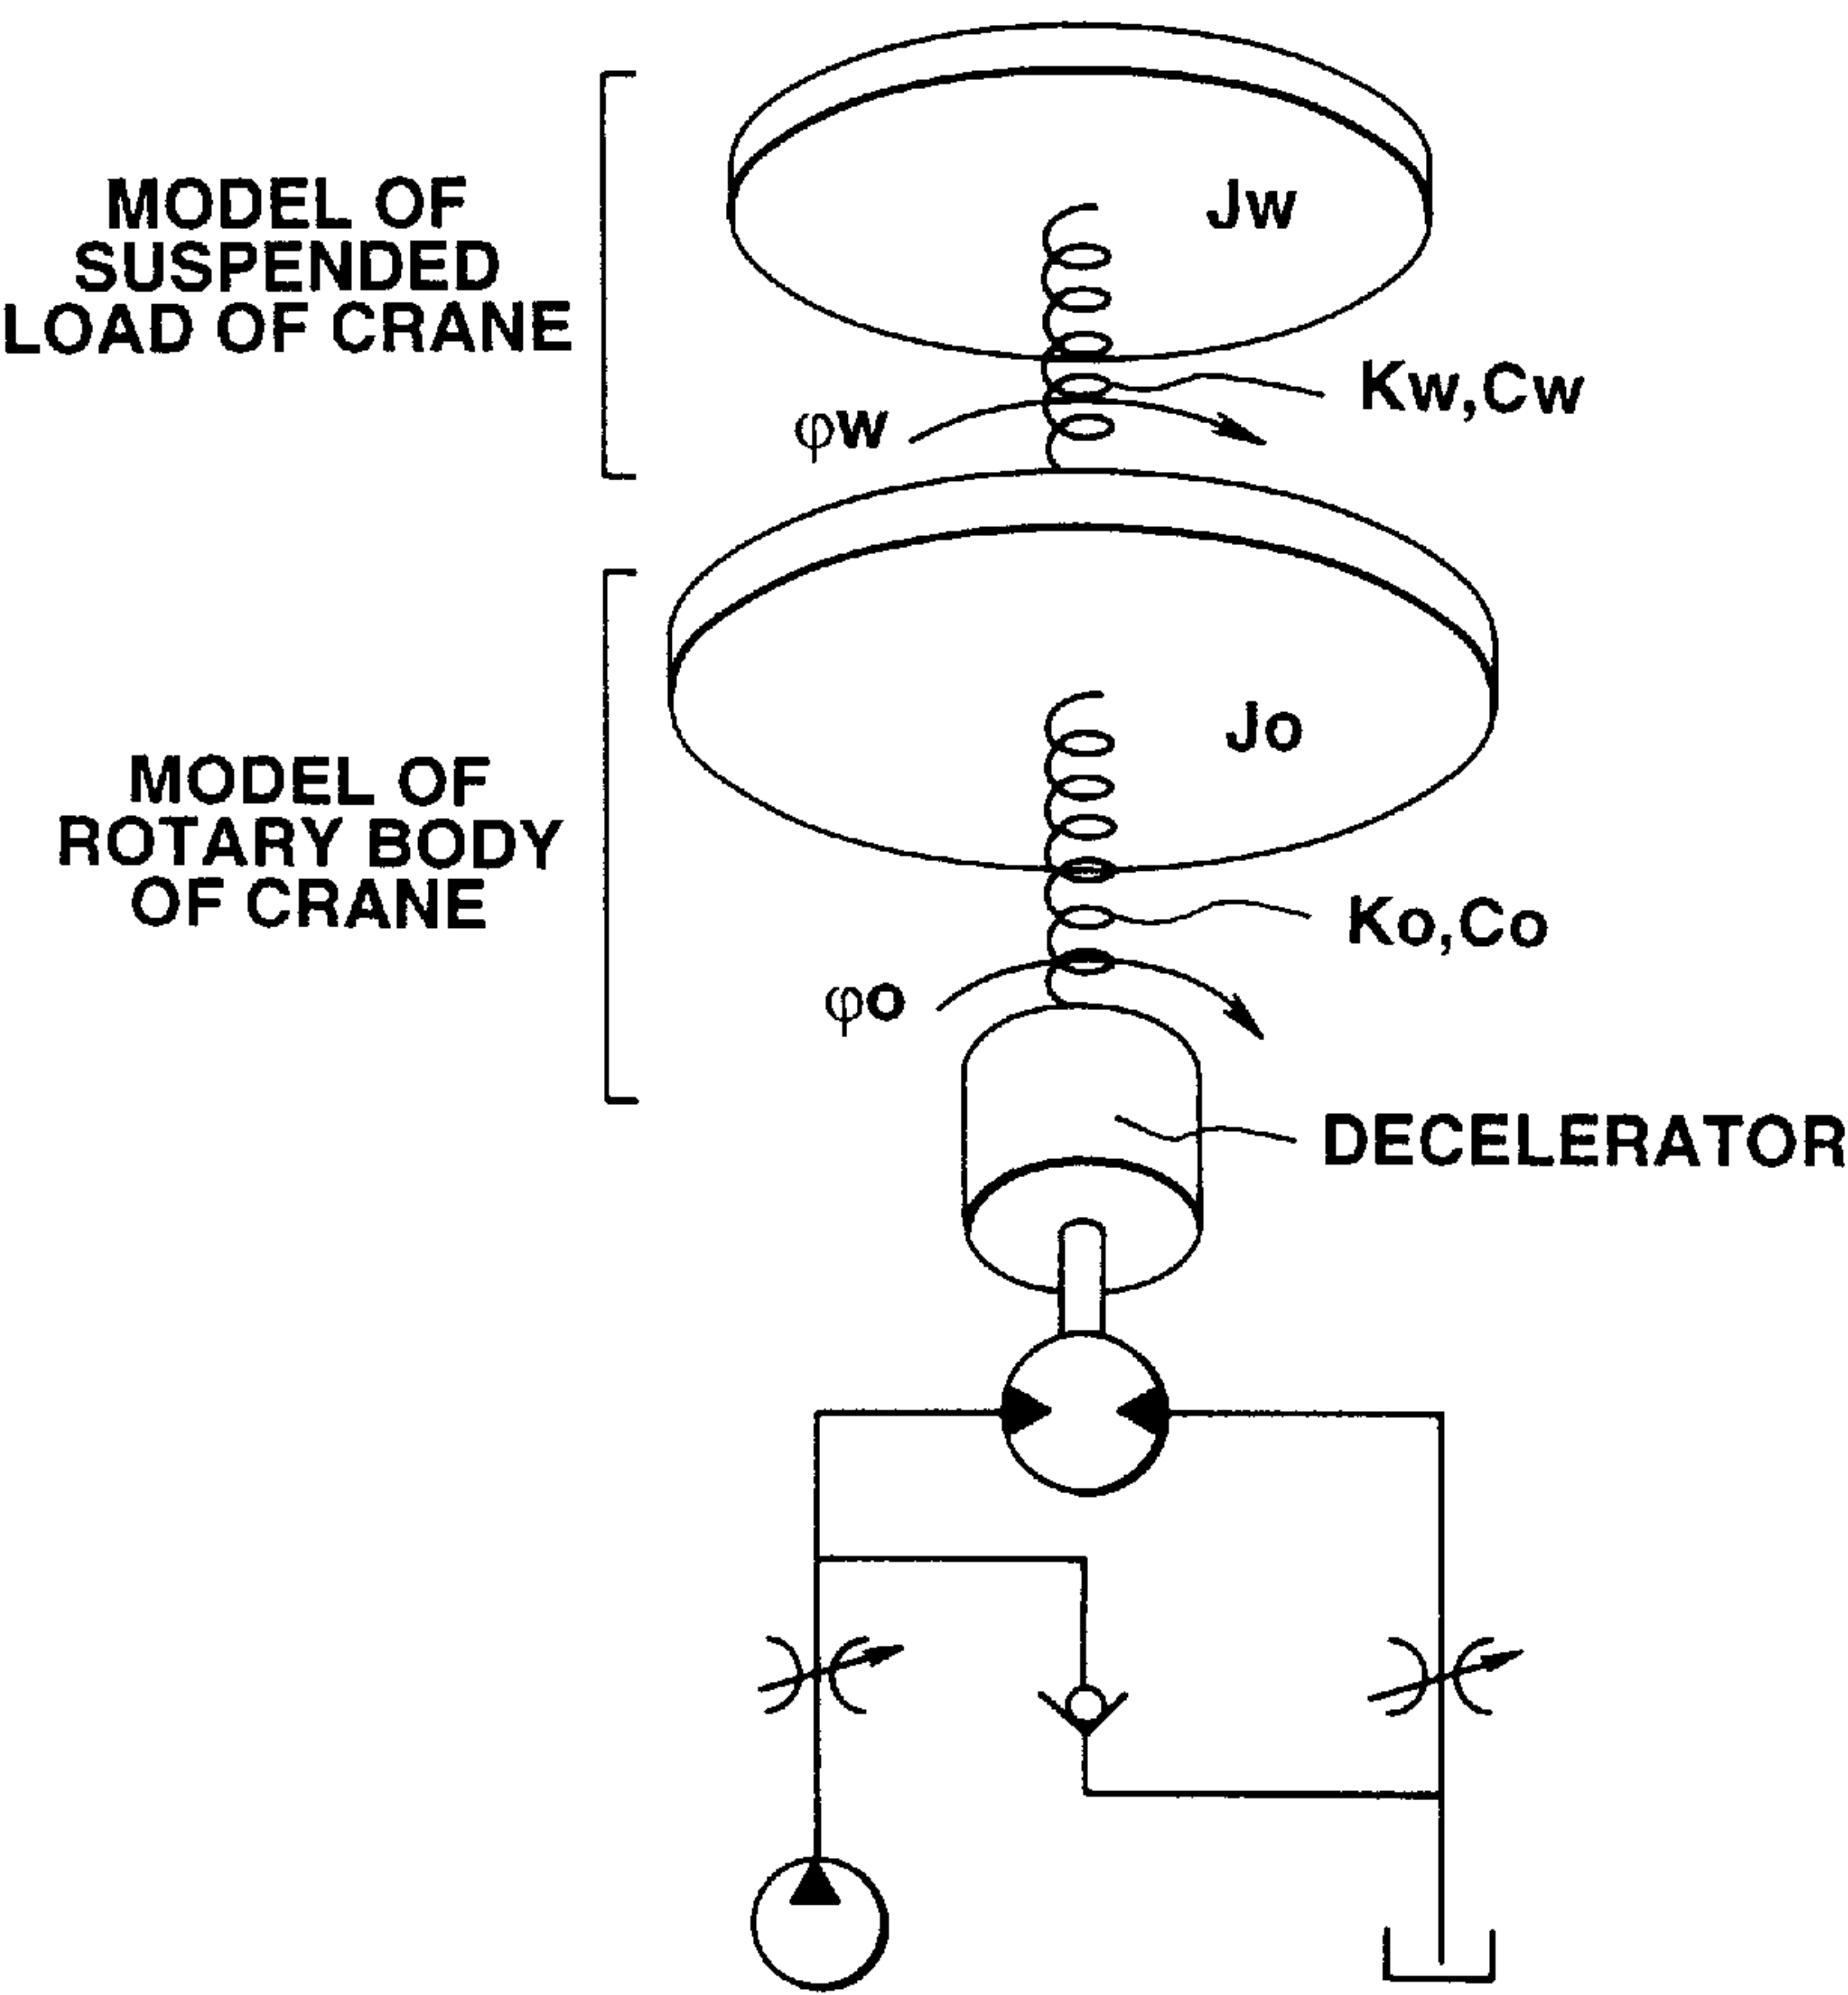 MODEL OF
SUSPENDED
LOAD OF CRANE
Jw
Kw,Cw
φw
MODEL OF
ROTARY BODY
OF CRANE
Jo
Ko,Co
φo
DECELERATOR